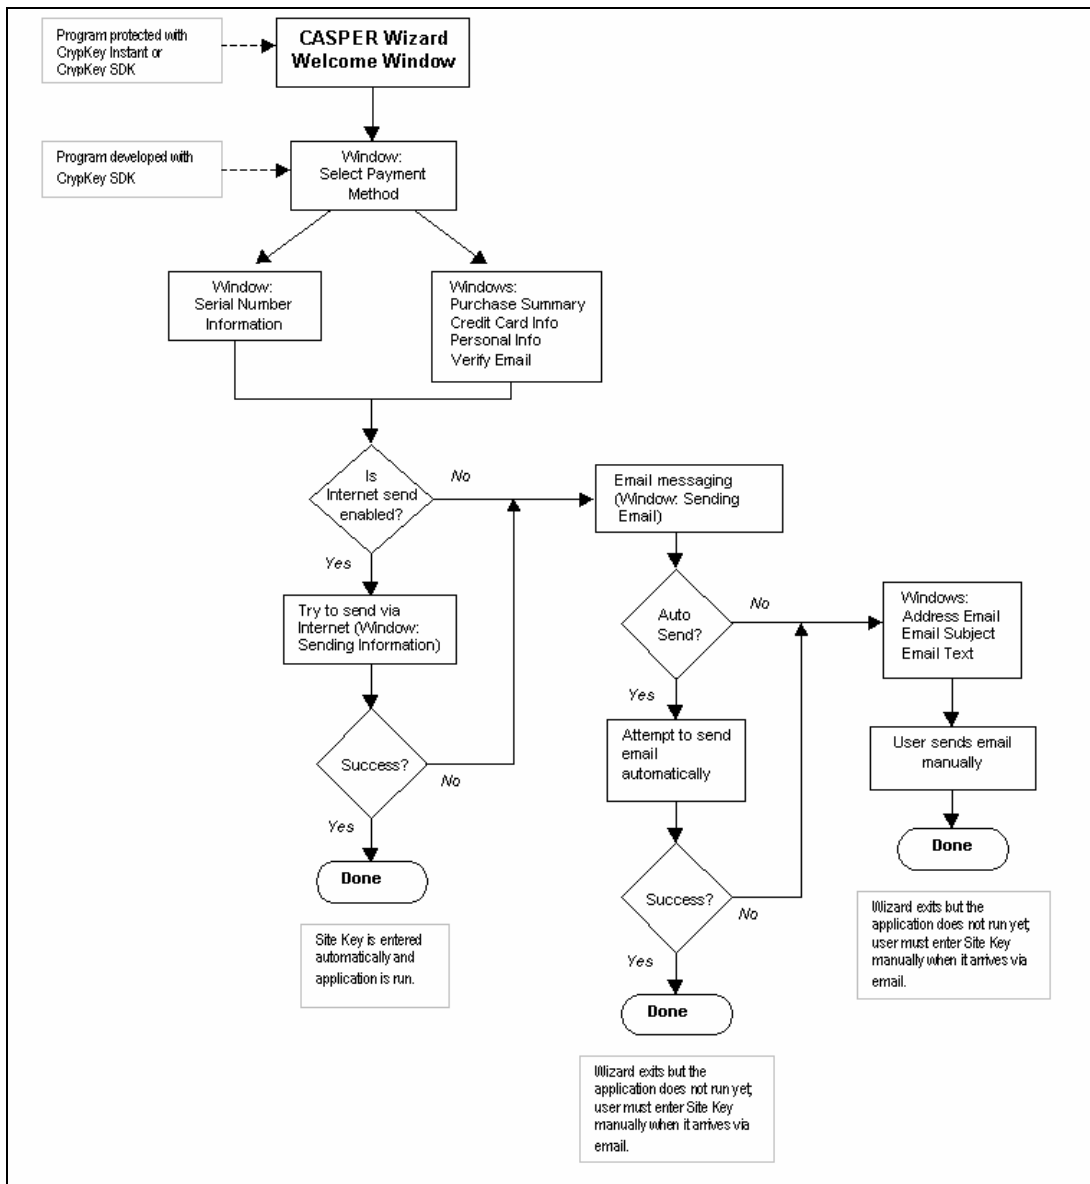 Program protected with
CrypKey Instant or
CrypKey SDK
CASPER Wizard
Welcome Window
Program developed with
CrypKey SDK
Window:
Select Payment
Method
Window:
Serial Number
Information
Windows:
Purchase Summary
Credit Card Info
Personal Info
Verify Email
Is
Internet send
enabled?
No
Yes
Email messaging
(Window: Sending
Email)
Try to send via
Internet (Window:
Sending Information)
Auto
Send?
No
Yes
Windows:
Address Email
Email Subject
Email Text
Success?
No
Yes
Attempt to send
email
automatically
User sends email
manually
Done
Site Key is entered
automatically and
application is run.
Success?
No
Yes
Done
Wizard exits but the
application does not run yet;
user must enter Site Key
manually when it arrives via
email.
Done
Wizard exits but the
application does not run yet;
user must enter Site Key
manually when it arrives via
email.